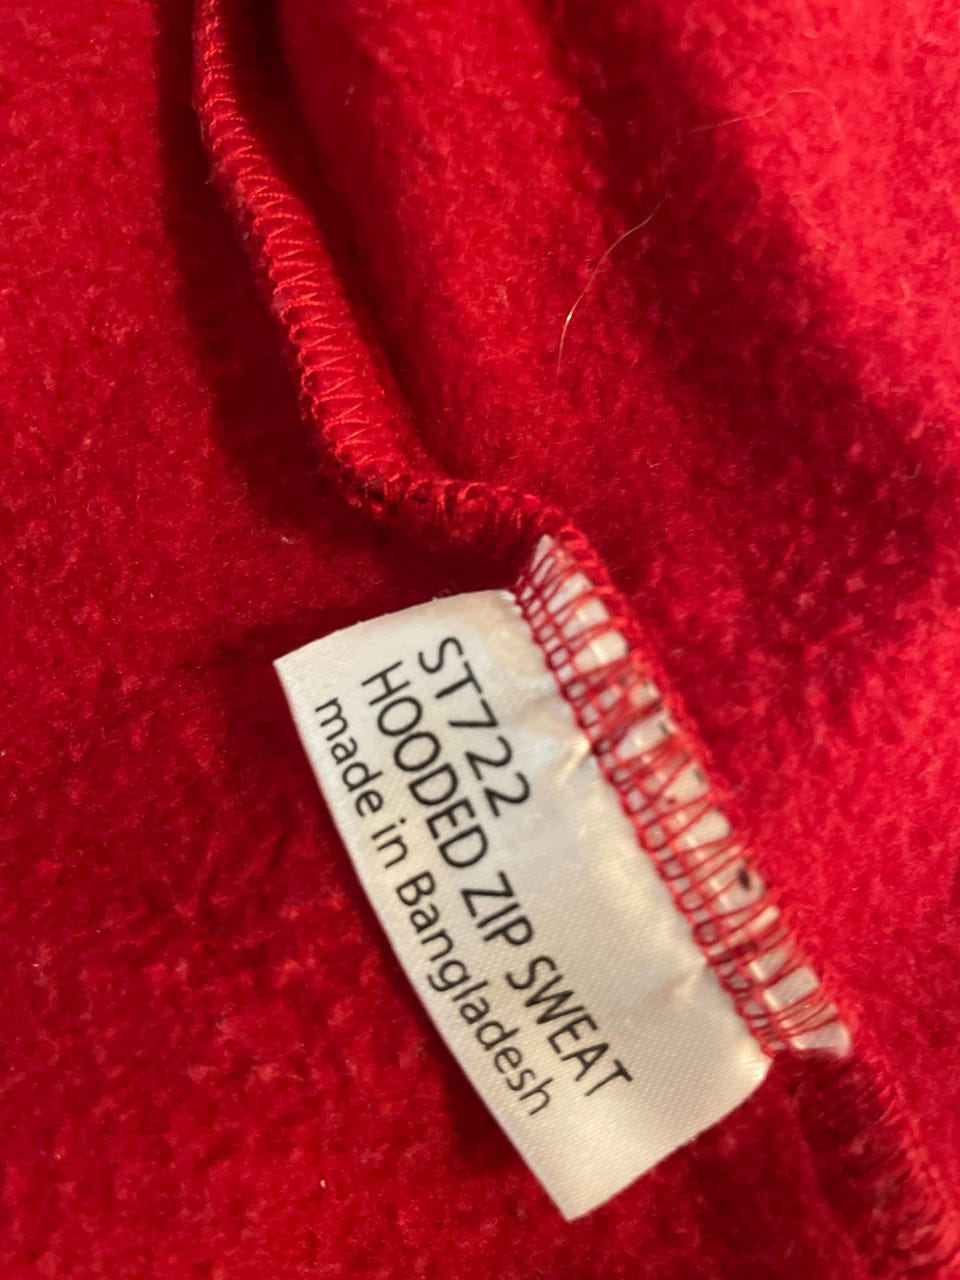 ST722
HOODED ZIP SWEAT
made in Bangladesh